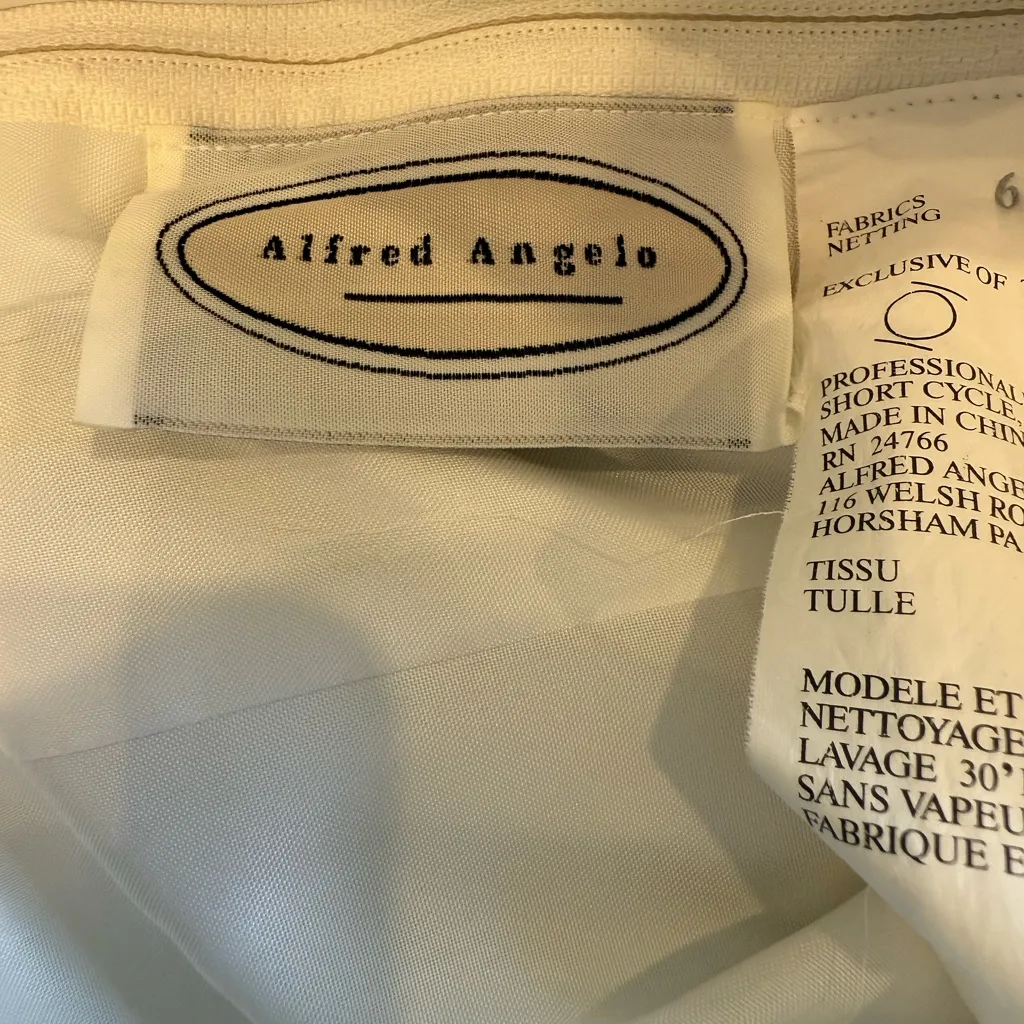 Alfred Angelo
6
FABRICS
NETTING
EXCLUSIVE OF
PROFESSIONAL
SHORT CYCLE,
MADE IN CHIN
RN 24766
ALFRED ANGE
116 WELSH RO
HORSHAM PA
TISSU
TULLE
MODELE ET
NETTOYAGE
LAVAGE 30'
SANS VAPEU
FABRIQUE E